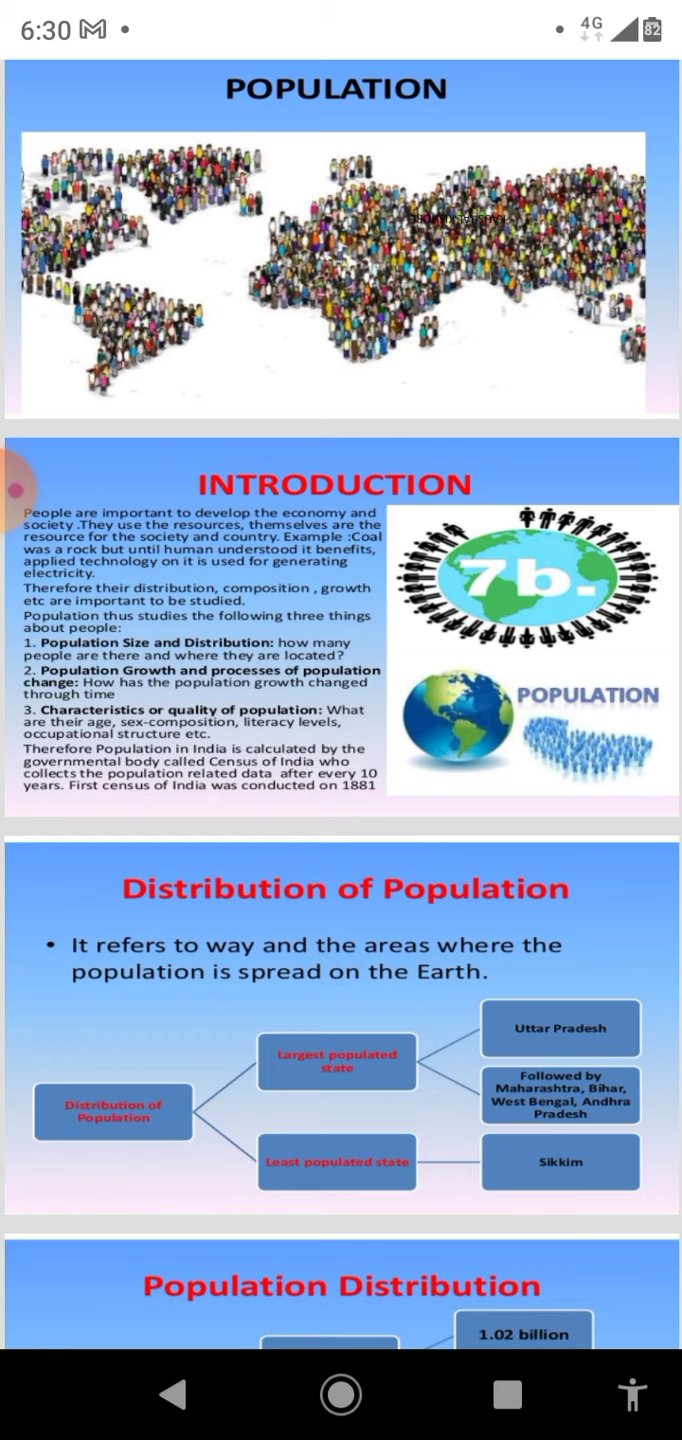 6:30
4G
82
POPULATION
INTRODUCTION
People are important to develop the economy and
society .They use the resources, themselves are the
resource for the society and country. Example :Coal
was a rock but until human understood it benefits,
applied technology on it is used for generating
electricity.
Therefore their distribution, composition , growth
etc are important to be studied.
Population thus studies the following three things
about people:
1. Population Size and Distribution: how many
people are there and where they are located?
2. Population Growth and processes of population
change: How has the population growth changed
through time
3. Characteristics or quality of population: What
are their age, sex-composition, literacy levels,
occupational structure etc.
Therefore Population in India is calculated by the
governmental body called Census of India who
collects the population related data after every 10
years. First census of India was conducted on 1881
7b.
POPULATION
Distribution of Population
• It refers to way and the areas where the
population is spread on the Earth.
Distribution of
Population
Largest populated
state
Uttar Pradesh
Followed by
Maharashtra, Bihar,
West Bengal, Andhra
Pradesh
Least populated state
Sikkim
Population Distribution
1.02 billion